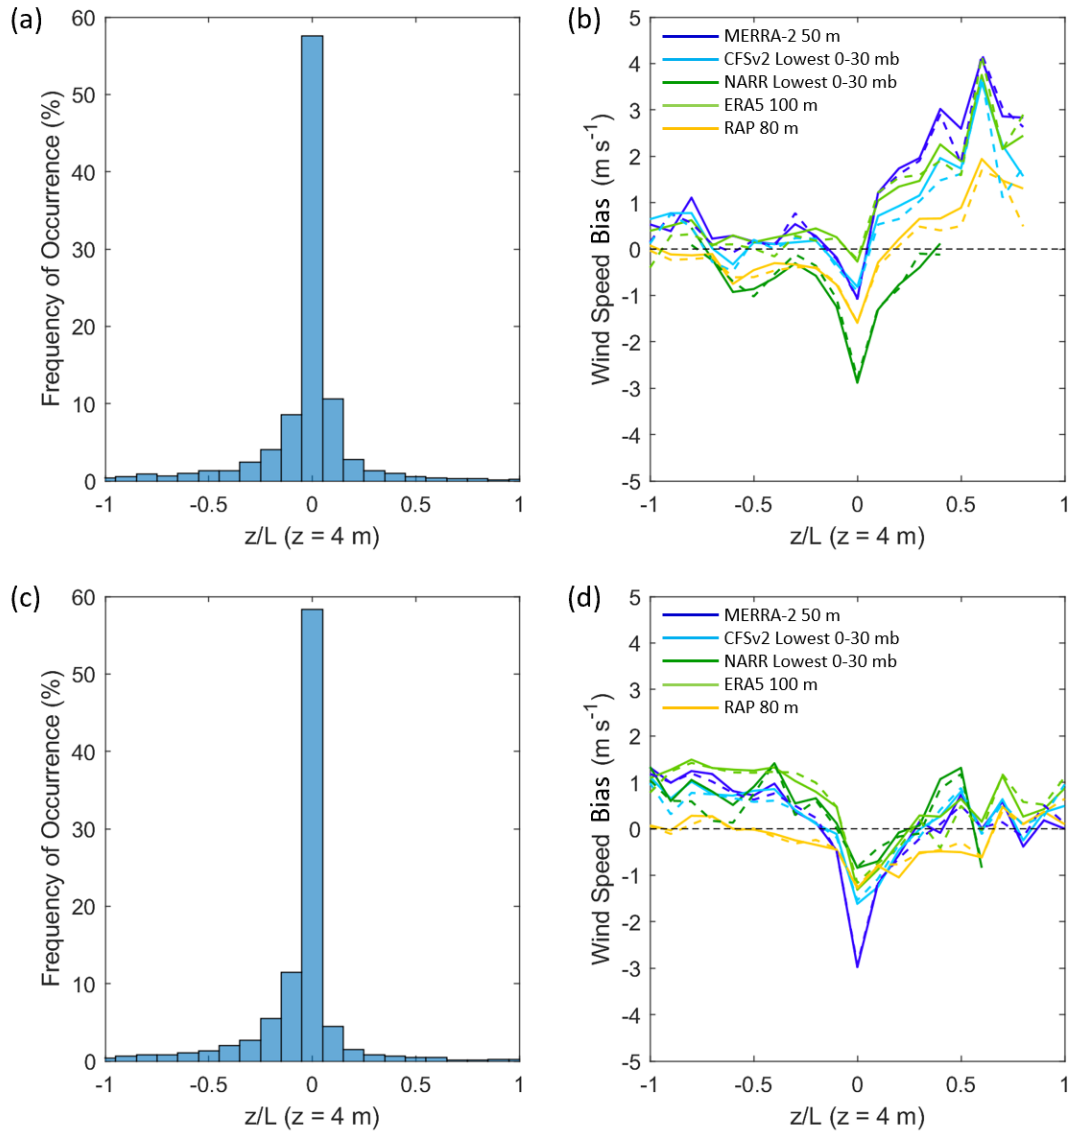 (a)
60
50
40
30
20
10
0
Frequency of Occurrence (%)
-1
-0.5
0
0.5
1
z/L (z = 4 m)
(b)
5
4
3
2
1
0
-1
-2
-3
-4
-5
Wind Speed Bias (m s-1)
MERRA-2 50 m
CFSv2 Lowest 0-30 mb
NARR Lowest 0-30 mb
ERA5 100 m
RAP 80 m
-1
-0.5
0
0.5
1
z/L (z = 4 m)
(c)
60
50
40
30
20
10
0
Frequency of Occurrence (%)
-1
-0.5
0
0.5
1
z/L (z = 4 m)
(d)
5
4
3
2
1
0
-1
-2
-3
-4
-5
Wind Speed Bias (m s-1)
MERRA-2 50 m
CFSv2 Lowest 0-30 mb
NARR Lowest 0-30 mb
ERA5 100 m
RAP 80 m
-1
-0.5
0
0.5
1
z/L (z = 4 m)